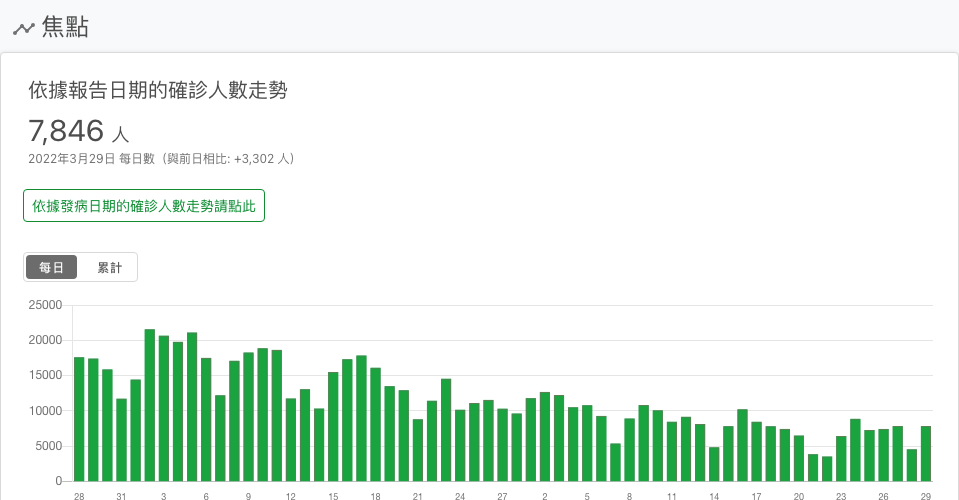 焦點
依據報告日期的確診人數走勢
7,846 人
2022年3月29日 每日數（與前日相比: +3,302 人）
依據發病日期的確診人數走勢請點此
每日 累計
25000
20000
15000
10000
5000
0
28 31 3 6 9 12 15 18 21 24 27 2 5 8 11 14 17 20 23 26 29